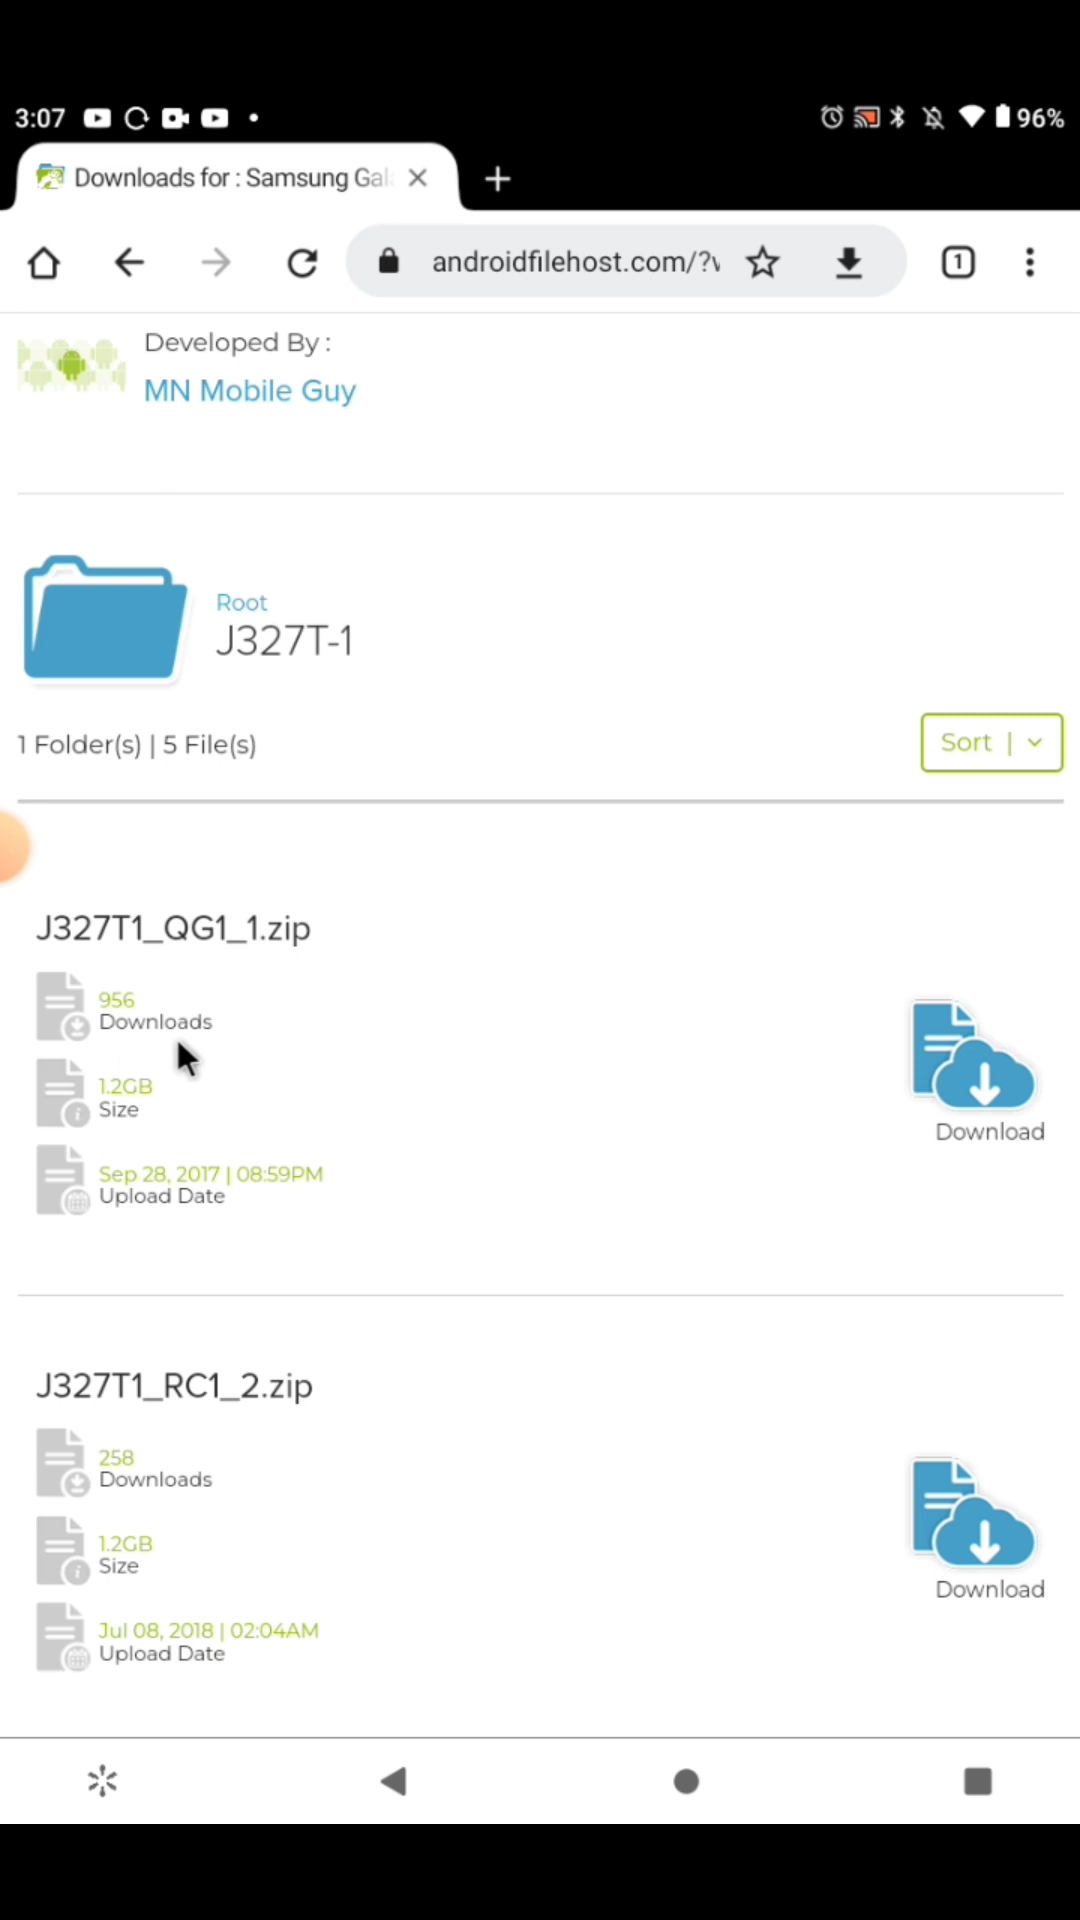 3:07
96%
Downloads for : Samsung Gal
androidfilehost.com/?v
1
Developed By :
MN Mobile Guy
Root
J327T-1
1 Folder(s) | 5 File(s)
Sort |
J327T1_QG1_1.zip
956
Downloads
1.2GB
Size
Download
Sep 28, 2017 | 08:59PM
Upload Date
J327T1_RC1_2.zip
258
Downloads
1.2GB
Size
Download
Jul 08, 2018 | 02:04AM
Upload Date